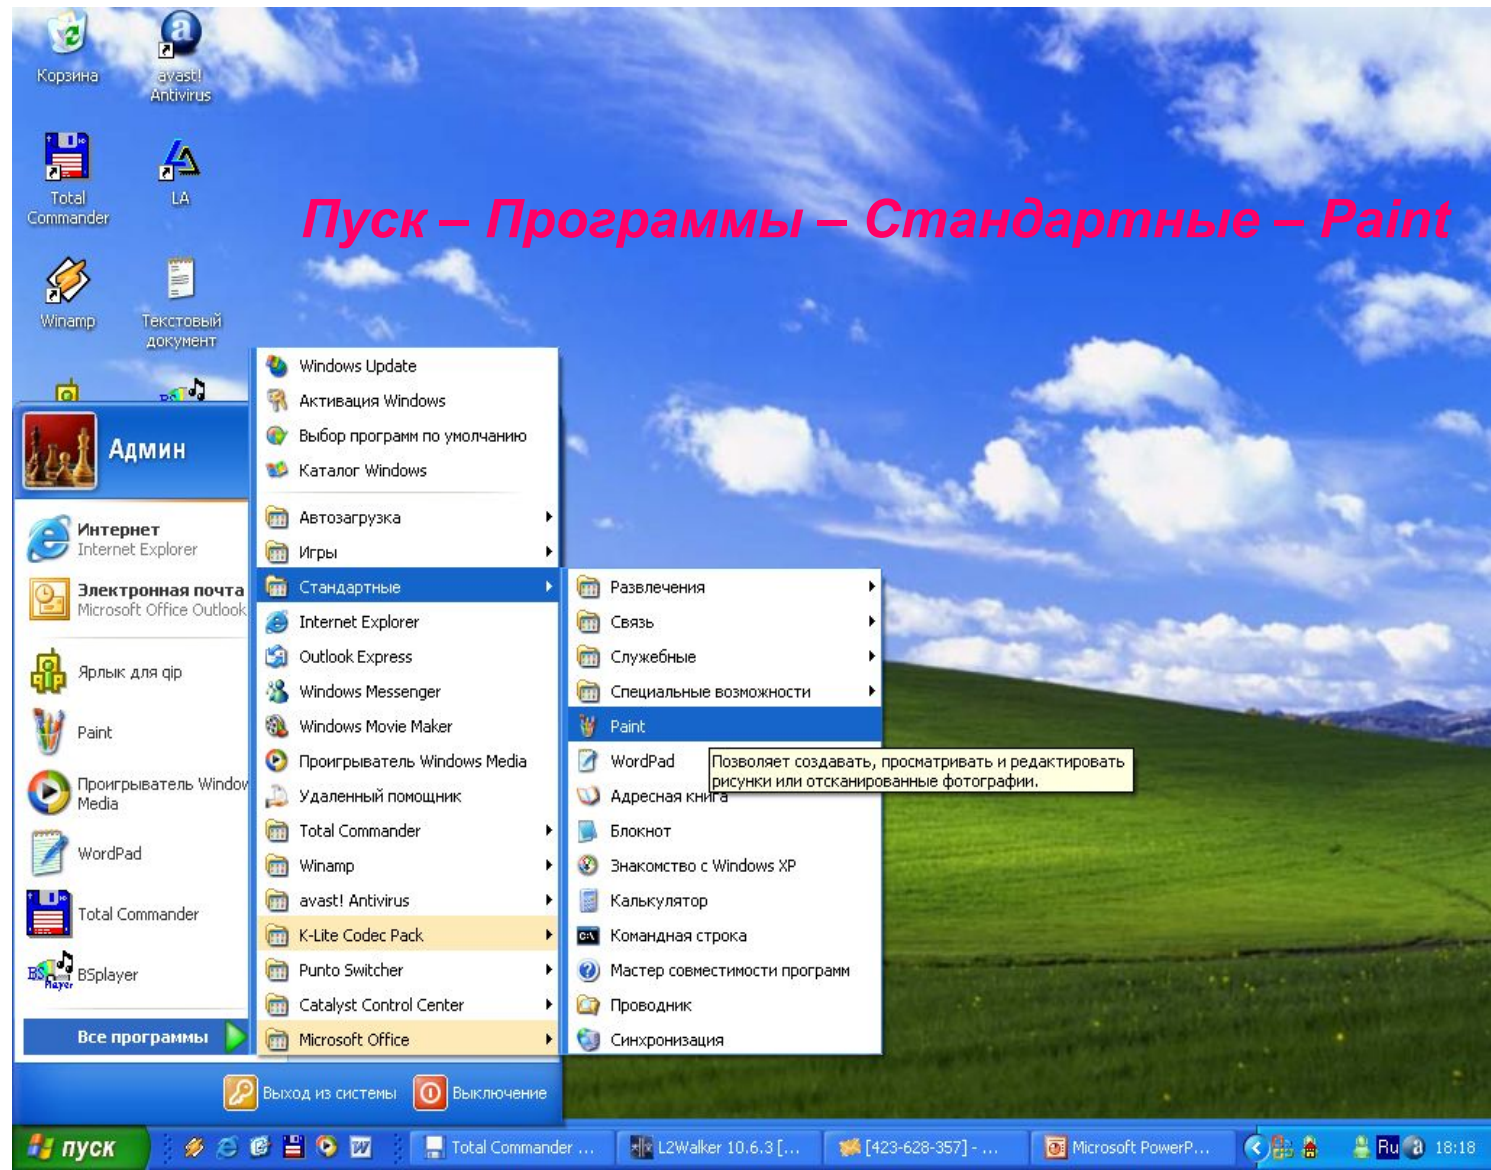 Корзина
avast!
Antivirus
Total
Commander
LA
Пуск – Программы – Стандартные – Paint
Winamp
Текстовый
документ
Админ
Интернет
Internet Explorer
Электронная почта
Microsoft Office Outlook
Ярлык для qip
Paint
Проигрыватель Window
Media
WordPad
Total Commander
BSplayer
Все программы
Windows Update
Активация Windows
Выбор программ по умолчанию
Каталог Windows
Автозагрузка
Игры
Стандартные
Internet Explorer
Outlook Express
Windows Messenger
Windows Movie Maker
Проигрыватель Windows Media
Удаленный помощник
Total Commander
Winamp
avast! Antivirus
K-Lite Codec Pack
Punto Switcher
Catalyst Control Center
Microsoft Office
Развлечения
Связь
Служебные
Специальные возможности
Paint
WordPad
Позволяет создавать, просматривать и редактировать
рисунки или отсканированные фотографии.
Адресная книга
Блокнот
Знакомство с Windows XP
Калькулятор
Командная строка
Мастер совместимости программ
Проводник
Синхронизация
Выход из системы
Выключение
пуск
Total Commander ...
L2Walker 10.6.3 [...
[423-628-357] - ...
Microsoft PowerP...
Ru
18:18